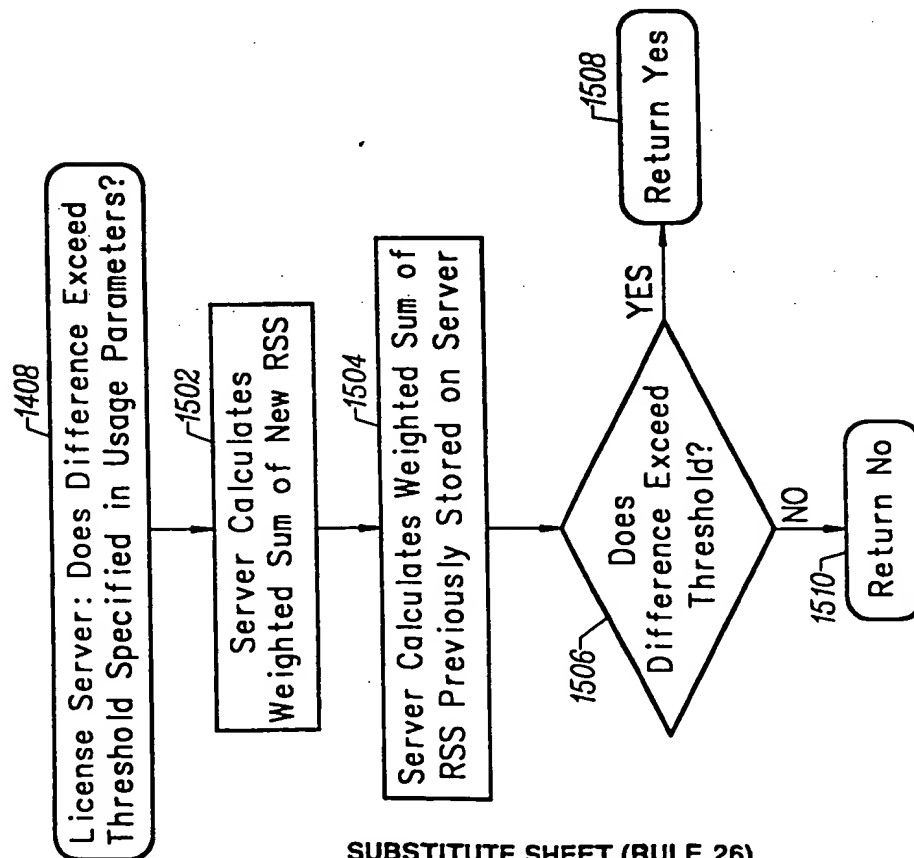 1408
License Server: Does Difference Exceed
Threshold Specified in Usage Parameters?
1502
Server Calculates
Weighted Sum of New RSS
1504
Server Calculates Weighted Sum of
RSS Previously Stored on Server
1506
Does
Difference Exceed
Threshold?
YES
1508
Return Yes
NO
1510
Return No
SUBSTITUTE SHEET (RULE 26)